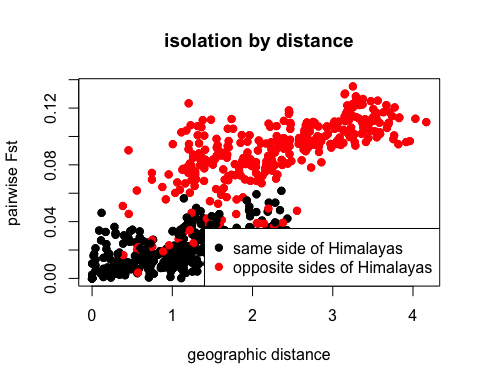 isolation by distance
pairwise Fst
0.12
0.08
0.04
0.00
same side of Himalayas
opposite sides of Himalayas
0 1 2 3 4
geographic distance